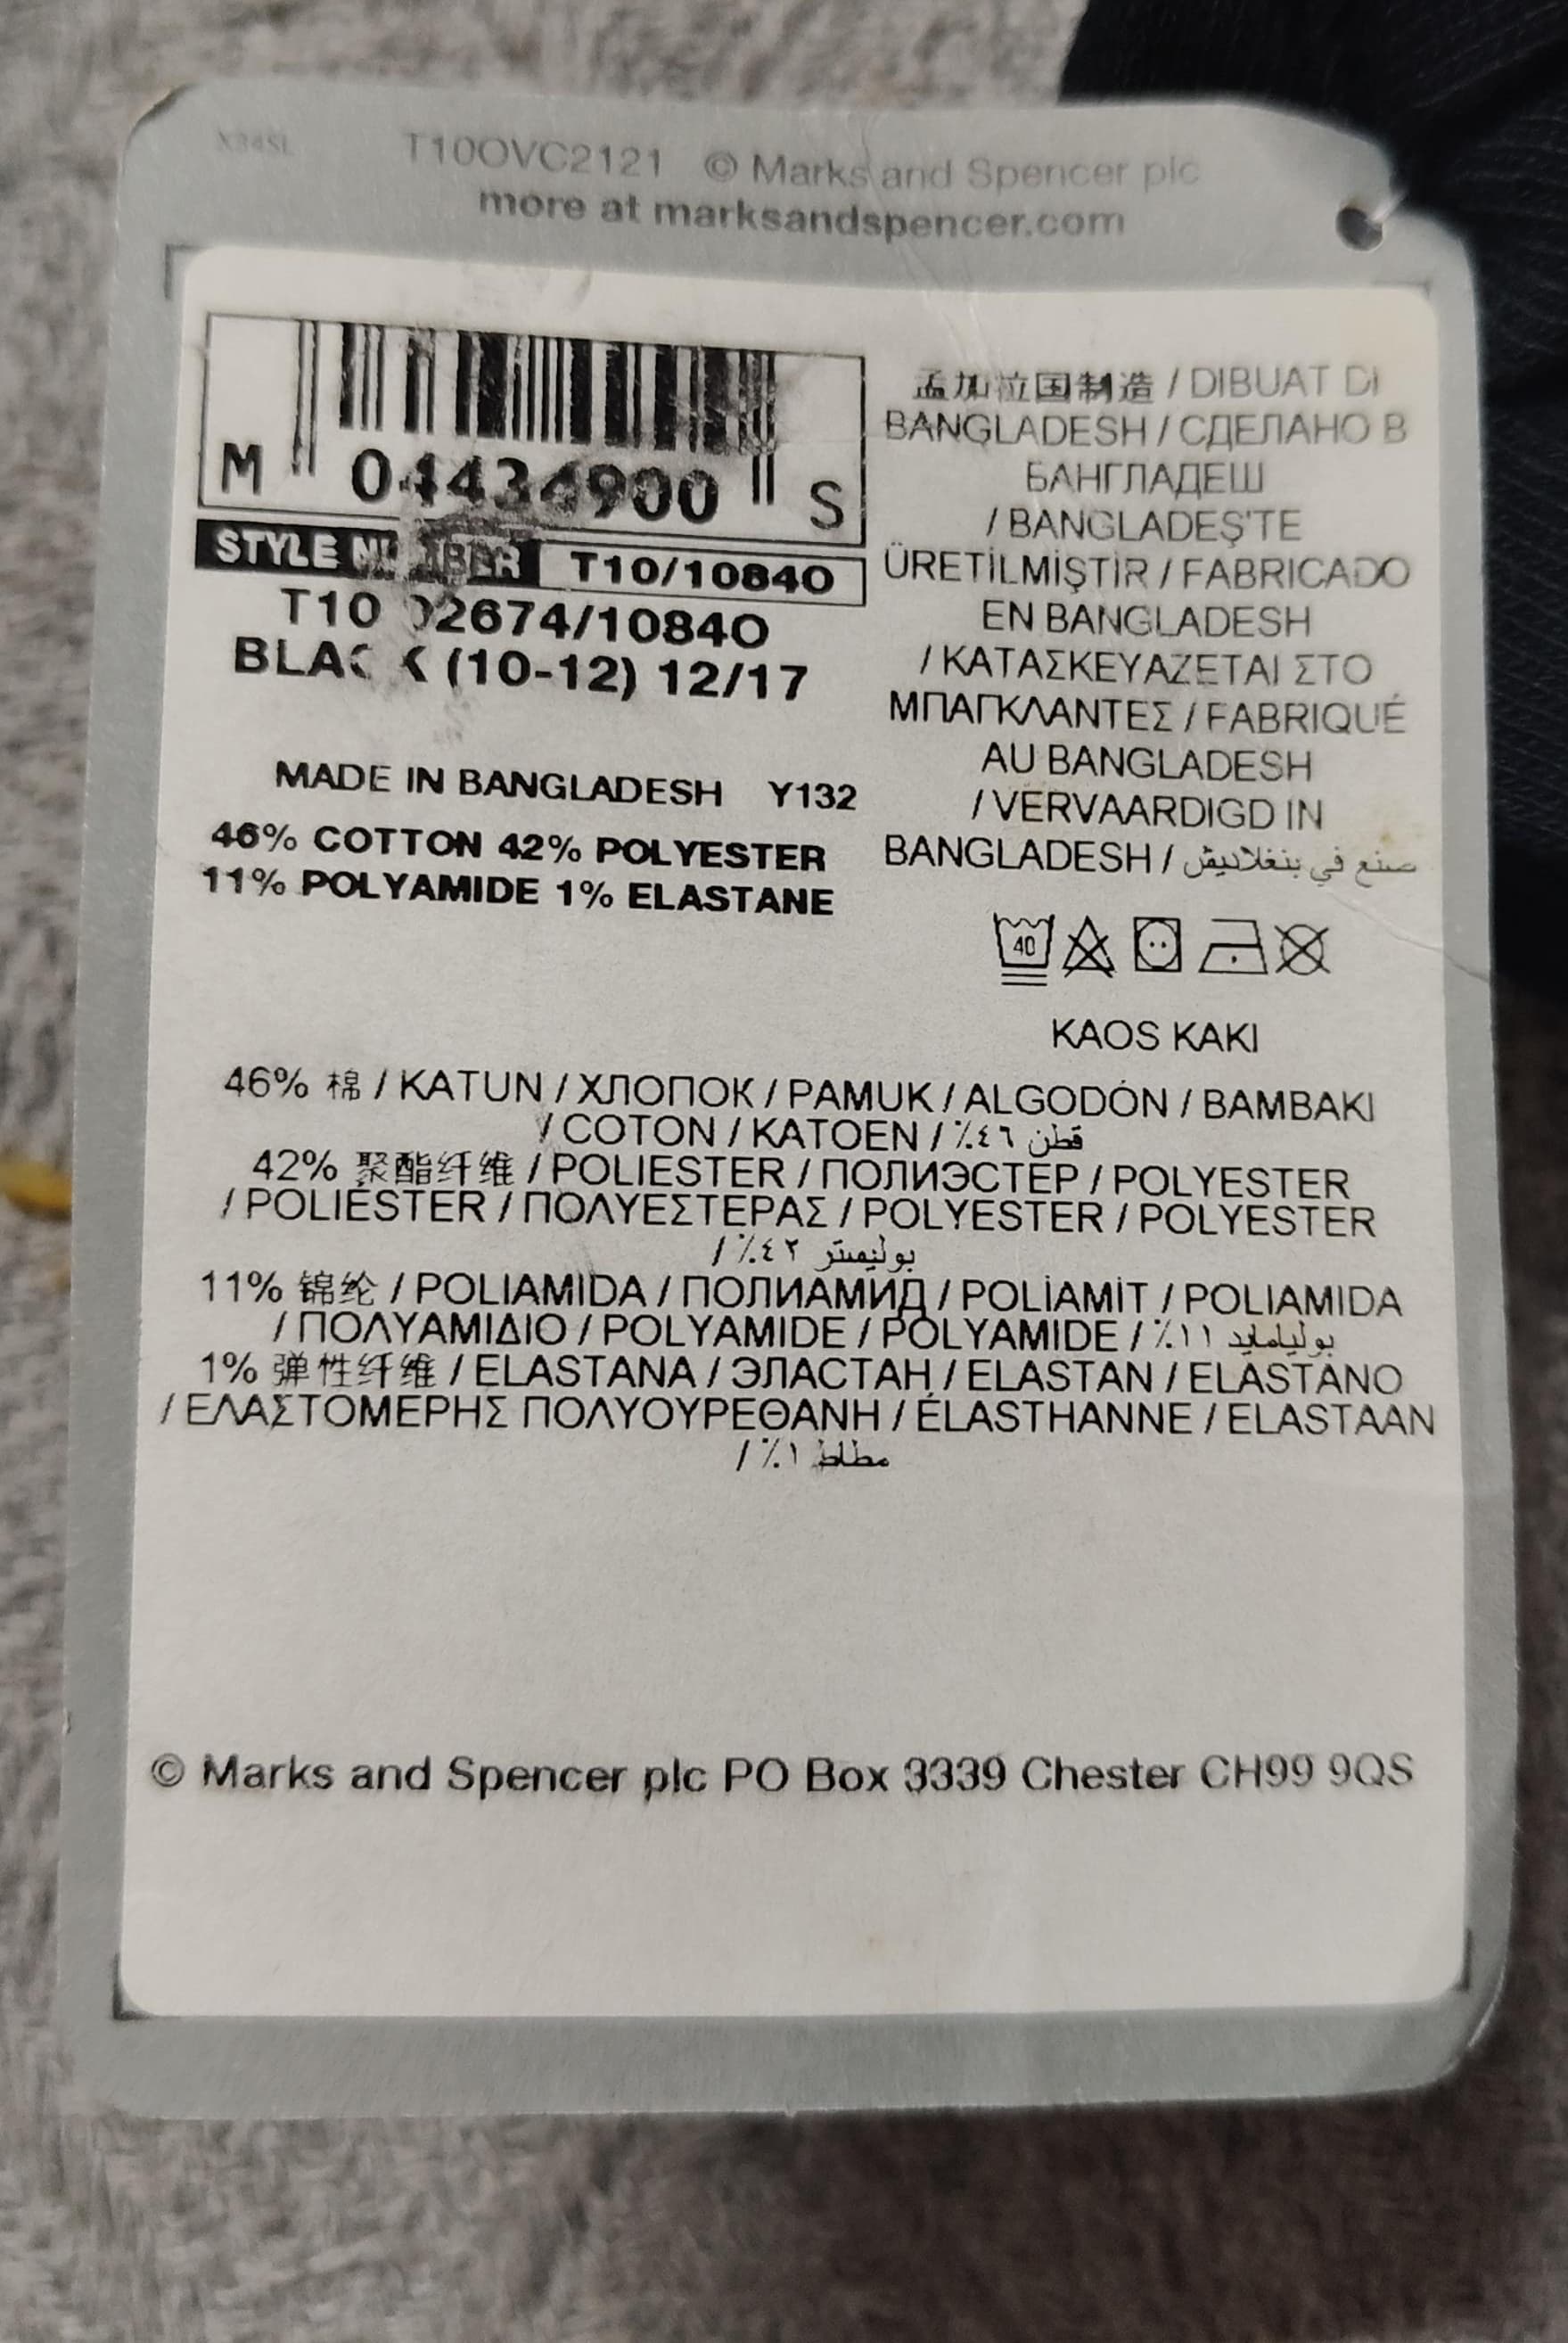 T10OVC2121 © Marks and Spencer plc
more at marksandspencer.com
M 04434900 S
STYLE NUMBER T10/1084O
T10 02674/1084O
BLACK (10-12) 12/17
MADE IN BANGLADESH Y132
46% COTTON 42% POLYESTER
11% POLYAMIDE 1% ELASTANE
孟加拉国制造 / DIBUAT DI
BANGLADESH / СДЕЛАНО В
БАНГЛАДЕШ
/ BANGLADEŞ'TE
ÜRETİLMİŞTİR / FABRICADO
EN BANGLADESH
/ ΚΑΤΑΣΚΕΥΑΖΕΤΑΙ ΣΤΟ
ΜΠΑΓΚΛΑΝΤΕΣ / FABRIQUÉ
AU BANGLADESH
/ VERVAARDIGD IN
BANGLADESH / صنع في بنغلاديش
40
KAOS KAKI
46% 棉 / KATUN / ХЛОПОК / PAMUK / ALGODÓN / ΒΑΜΒΑΚΙ
/ COTON / KATOEN / قطن ٤٦٪
42% 聚酯纤维 / POLIESTER / ПОЛИЭСТЕР / POLYESTER
/ POLIÉSTER / ΠΟΛΥΕΣΤΕΡΑΣ / POLYESTER / POLYESTER
/ بوليستر ٤٢٪
11% 锦纶 / POLIAMIDA / ПОЛИАМИД / POLİAMİT / POLIAMIDA
/ ΠΟΛΥΑΜΙΔΙΟ / POLYAMIDE / POLYAMIDE / بوليامايد ١١٪
1% 弹性纤维 / ELASTANA / ЭЛАСТАН / ELASTAN / ELASTANO
/ ΕΛΑΣΤΟΜΕΡΗΣ ΠΟΛΥΟΥΡΕΘΑΝΗ / ÉLASTHANNE / ELASTAAN
/ مطاط ١٪
© Marks and Spencer plc PO Box 3339 Chester CH99 9QS